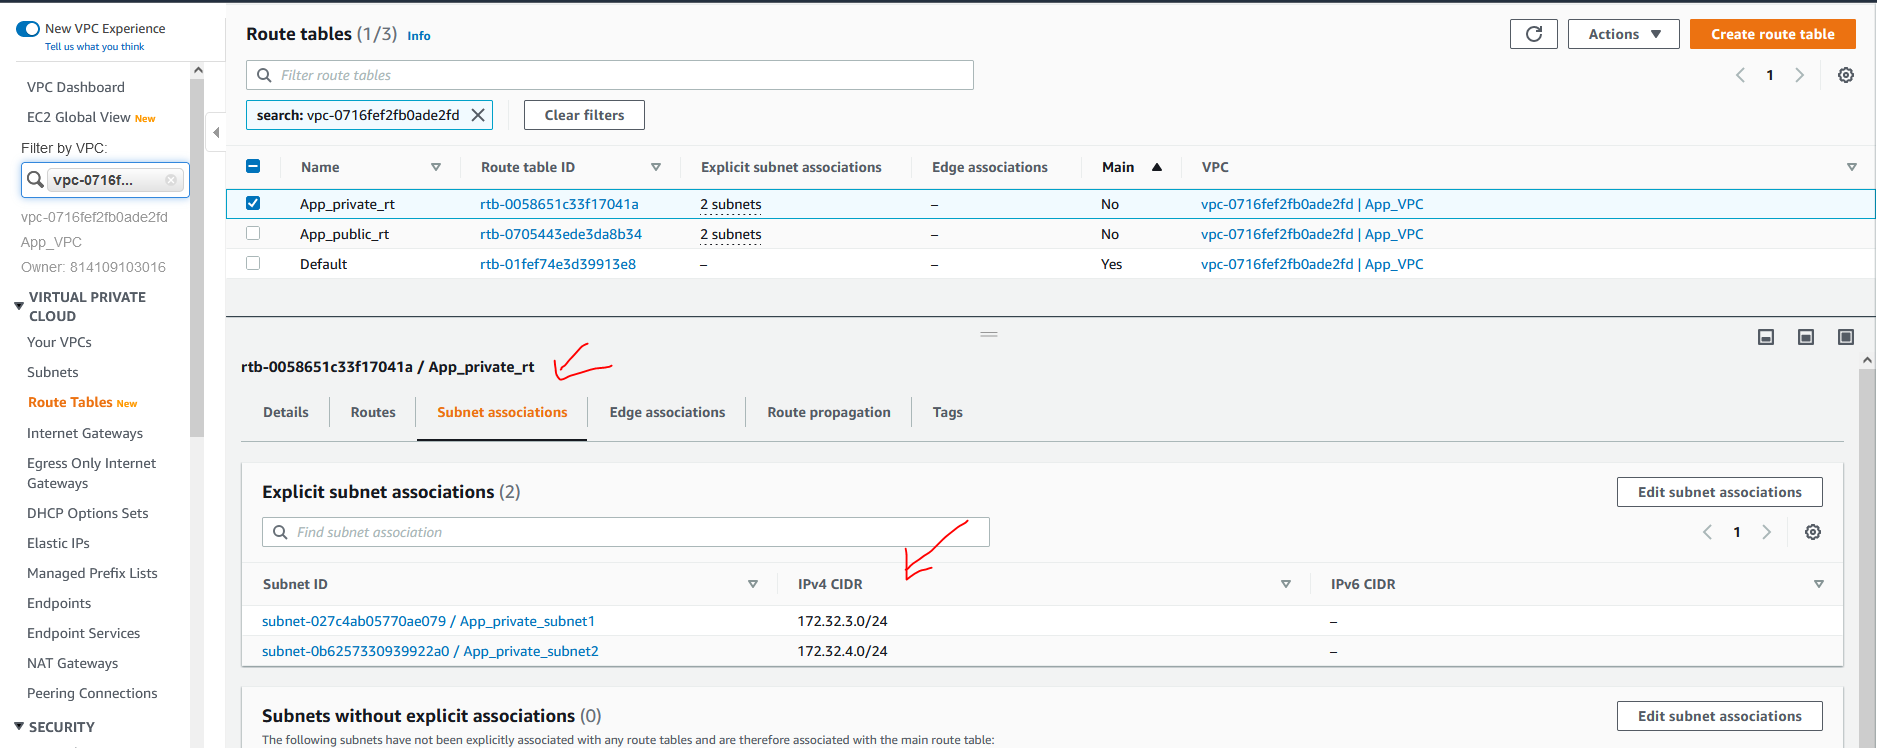 New VPC Experience
Tell us what you think
VPC Dashboard
EC2 Global View New
Filter by VPC:
vpc-0716f...
vpc-0716fef2fb0ade2fd
App_VPC
Owner: 814109103016
VIRTUAL PRIVATE
CLOUD
Your VPCs
Subnets
Route Tables New
Internet Gateways
Egress Only Internet
Gateways
DHCP Options Sets
Elastic IPs
Managed Prefix Lists
Endpoints
Endpoint Services
NAT Gateways
Peering Connections
SECURITY
Route tables (1/3) Info
Actions
Create route table
Filter route tables
1
search: vpc-0716fef2fb0ade2fd
Clear filters
Name Route table ID Explicit subnet associations Edge associations Main VPC
App_private_rt rtb-0058651c33f17041a 2 subnets – No vpc-0716fef2fb0ade2fd | App_VPC
App_public_rt rtb-0705443ede3da8b34 2 subnets – No vpc-0716fef2fb0ade2fd | App_VPC
Default rtb-01fef74e3d39913e8 – – Yes vpc-0716fef2fb0ade2fd | App_VPC
rtb-0058651c33f17041a / App_private_rt
Details Routes Subnet associations Edge associations Route propagation Tags
Explicit subnet associations (2)
Edit subnet associations
Find subnet association
1
Subnet ID IPv4 CIDR IPv6 CIDR
subnet-027c4ab05770ae079 / App_private_subnet1 172.32.3.0/24 –
subnet-0b6257330939922a0 / App_private_subnet2 172.32.4.0/24 –
Subnets without explicit associations (0)
Edit subnet associations
The following subnets have not been explicitly associated with any route tables and are therefore associated with the main route table: